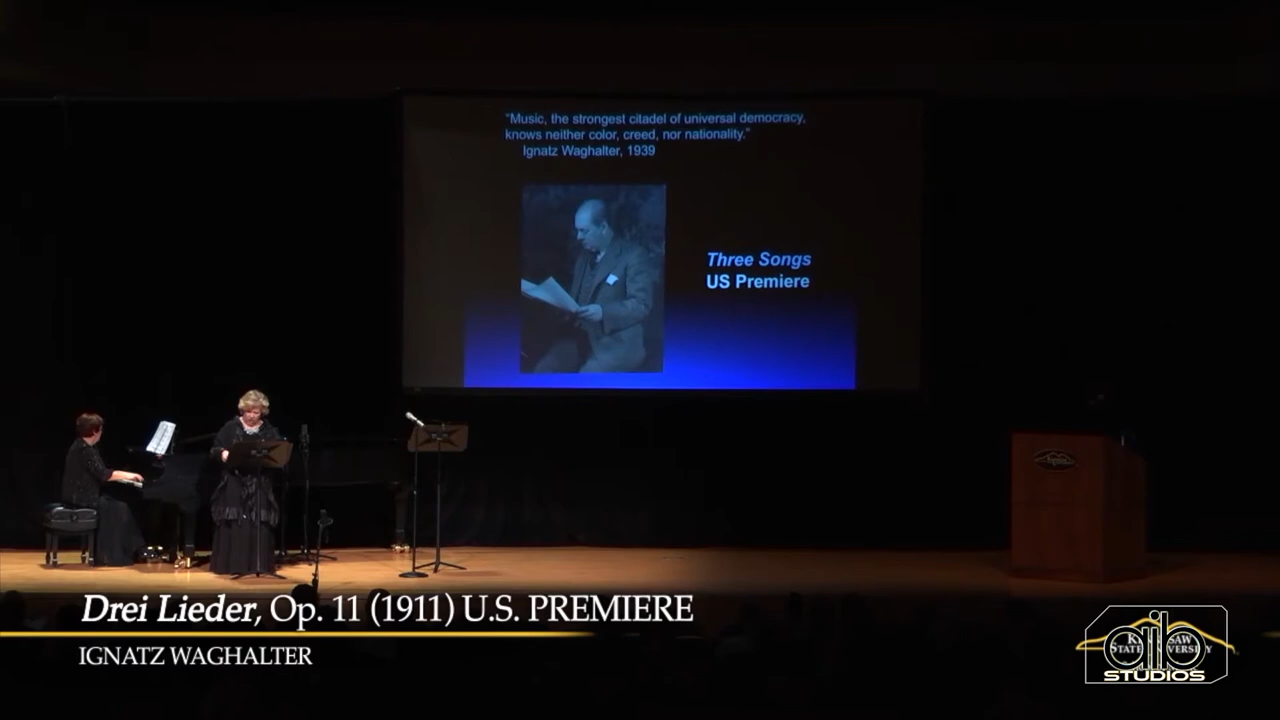 “Music, the strongest citadel of universal democracy,
knows neither color, creed, nor nationality.”
Ignatz Waghalter, 1939
Three Songs
US Premiere
Drei Lieder, Op. 11 (1911) U.S. PREMIERE
IGNATZ WAGHALTER
aib
STUDIOS